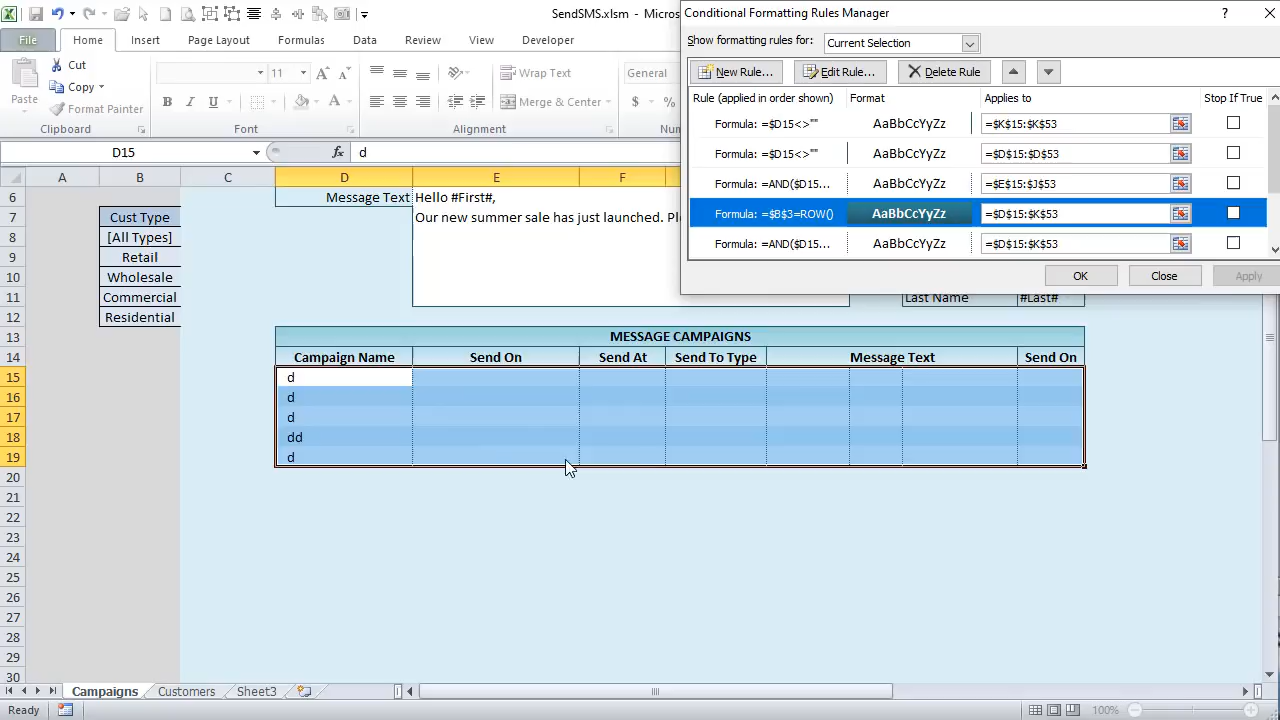 SendSMS.xlsm - Microsoft
File Home Insert Page Layout Formulas Data Review View Developer
Paste
Cut
Copy
Format Painter
Clipboard
11
Font
Wrap Text
Merge & Center
Alignment
General
$ %
D15 fx d
Conditional Formatting Rules Manager
Show formatting rules for: Current Selection
New Rule... Edit Rule... Delete Rule
Rule (applied in order shown) Format Applies to Stop If True
Formula: =$D15<>"" AaBbCcYyZz =$K$15:$K$53
Formula: =$D15<>"" AaBbCcYyZz =$D$15:$D$53
Formula: =AND($D15... AaBbCcYyZz =$E$15:$J$53
Formula: =$B$3=ROW() AaBbCcYyZz =$D$15:$K$53
Formula: =AND($D15... AaBbCcYyZz =$D$15:$K$53
OK Close Apply
A B C D E F
6 Message Text Hello #First#,
7 Cust Type Our new summer sale has just launched.
8 [All Types]
9 Retail
10 Wholesale
11 Commercial Last Name #Last#
12 Residential
13 MESSAGE CAMPAIGNS
14 Campaign Name Send On Send At Send To Type Message Text Send On
15 d
16 d
17 d
18 dd
19 d
20
21
22
23
24
25
26
27
28
29
30
Campaigns Customers Sheet3
Ready 100%